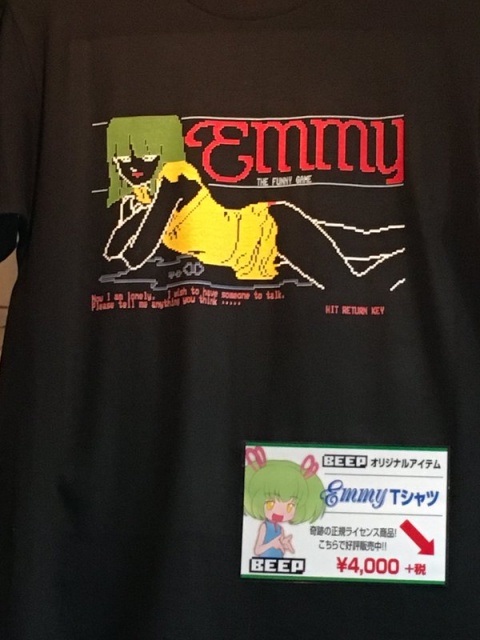 Emmy
THE FUNNY GAME
Now I am lonely. I wish to have someone to talk.
Please tell me anything you think .....
HIT RETURN KEY
BEEP オリジナルアイテム
Emmy Tシャツ
奇跡の正規ライセンス商品!
こちらで好評販売中!!
¥4,000 +税
BEEP